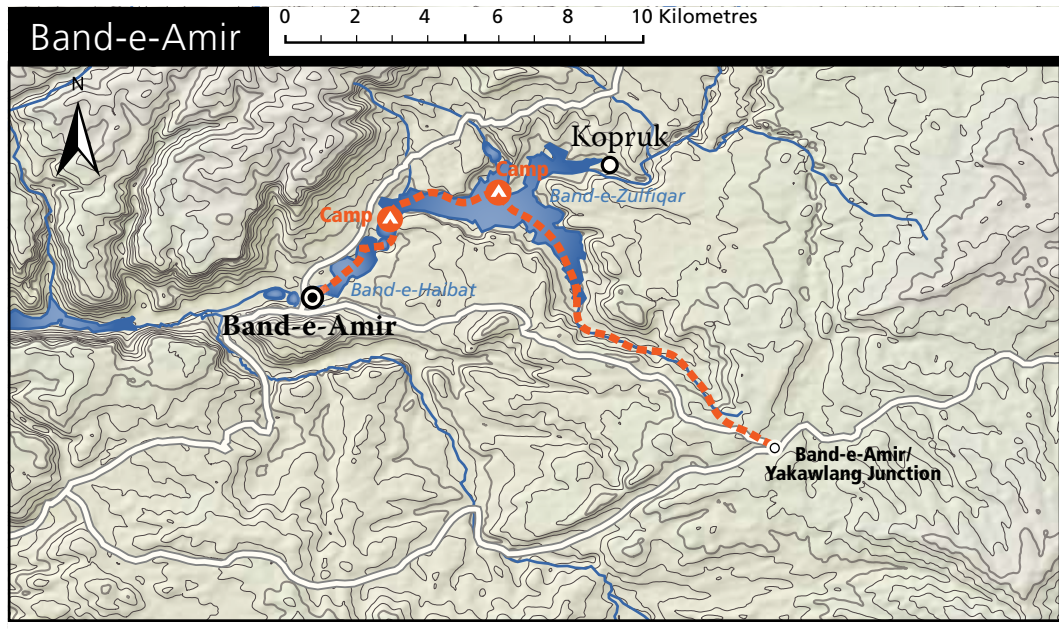 Band-e-Amir
0 2 4 6 8 10 Kilometres
N
Kopruk
Camp
Band-e-Zulfiqar
Camp
Band-e-Haibat
Band-e-Amir
Band-e-Amir/
Yakawlang Junction